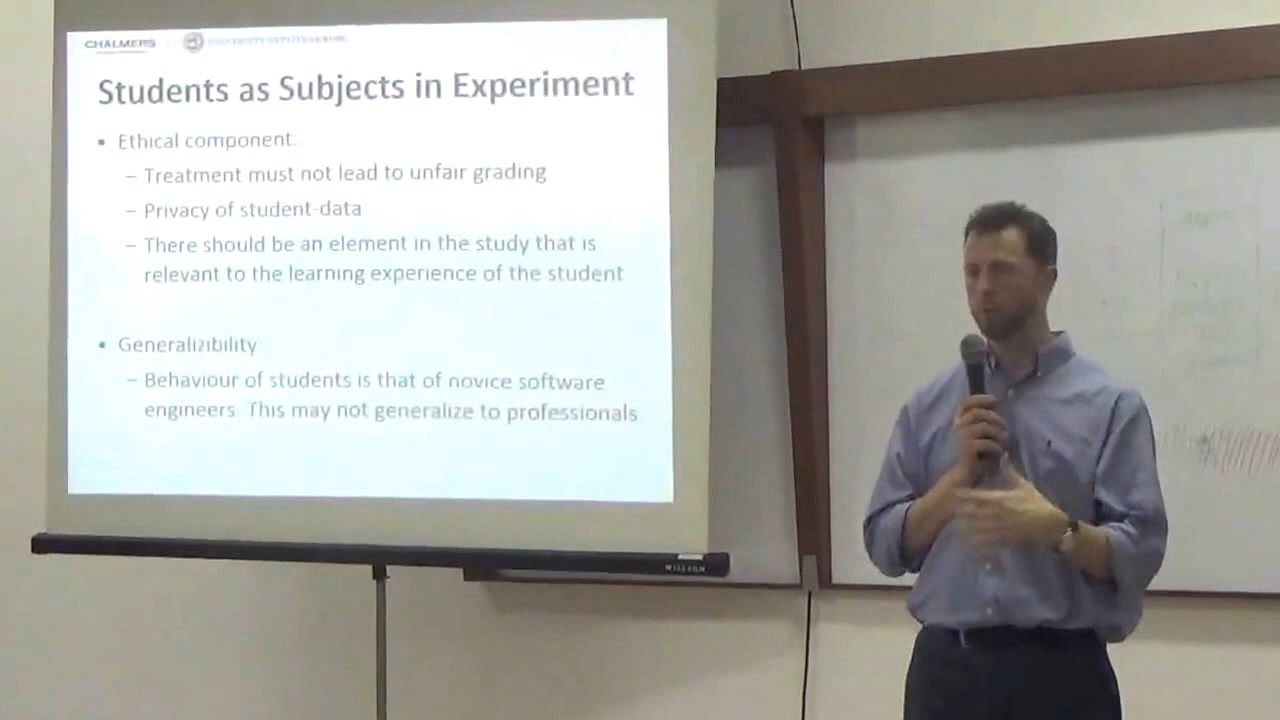 CHALMERS
Students as Subjects in Experiment
• Ethical component:
– Treatment must not lead to unfair grading
– Privacy of student-data
– There should be an element in the study that is
relevant to the learning experience of the student
• Generalizibility
– Behaviour of students is that of novice software
engineers. This may not generalize to professionals